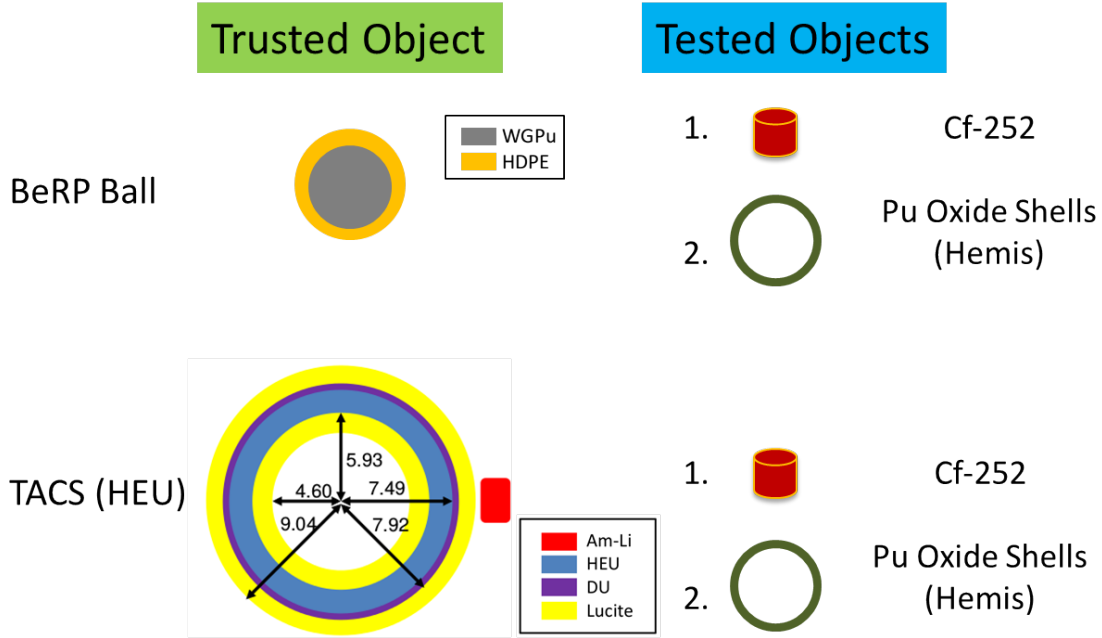 Trusted Object
Tested Objects
BeRP Ball
WGPu
HDPE
1.
Cf-252
2.
Pu Oxide Shells
(Hemis)
TACS (HEU)
5.93
4.60
7.49
9.04
7.92
Am-Li
HEU
DU
Lucite
1.
Cf-252
2.
Pu Oxide Shells
(Hemis)